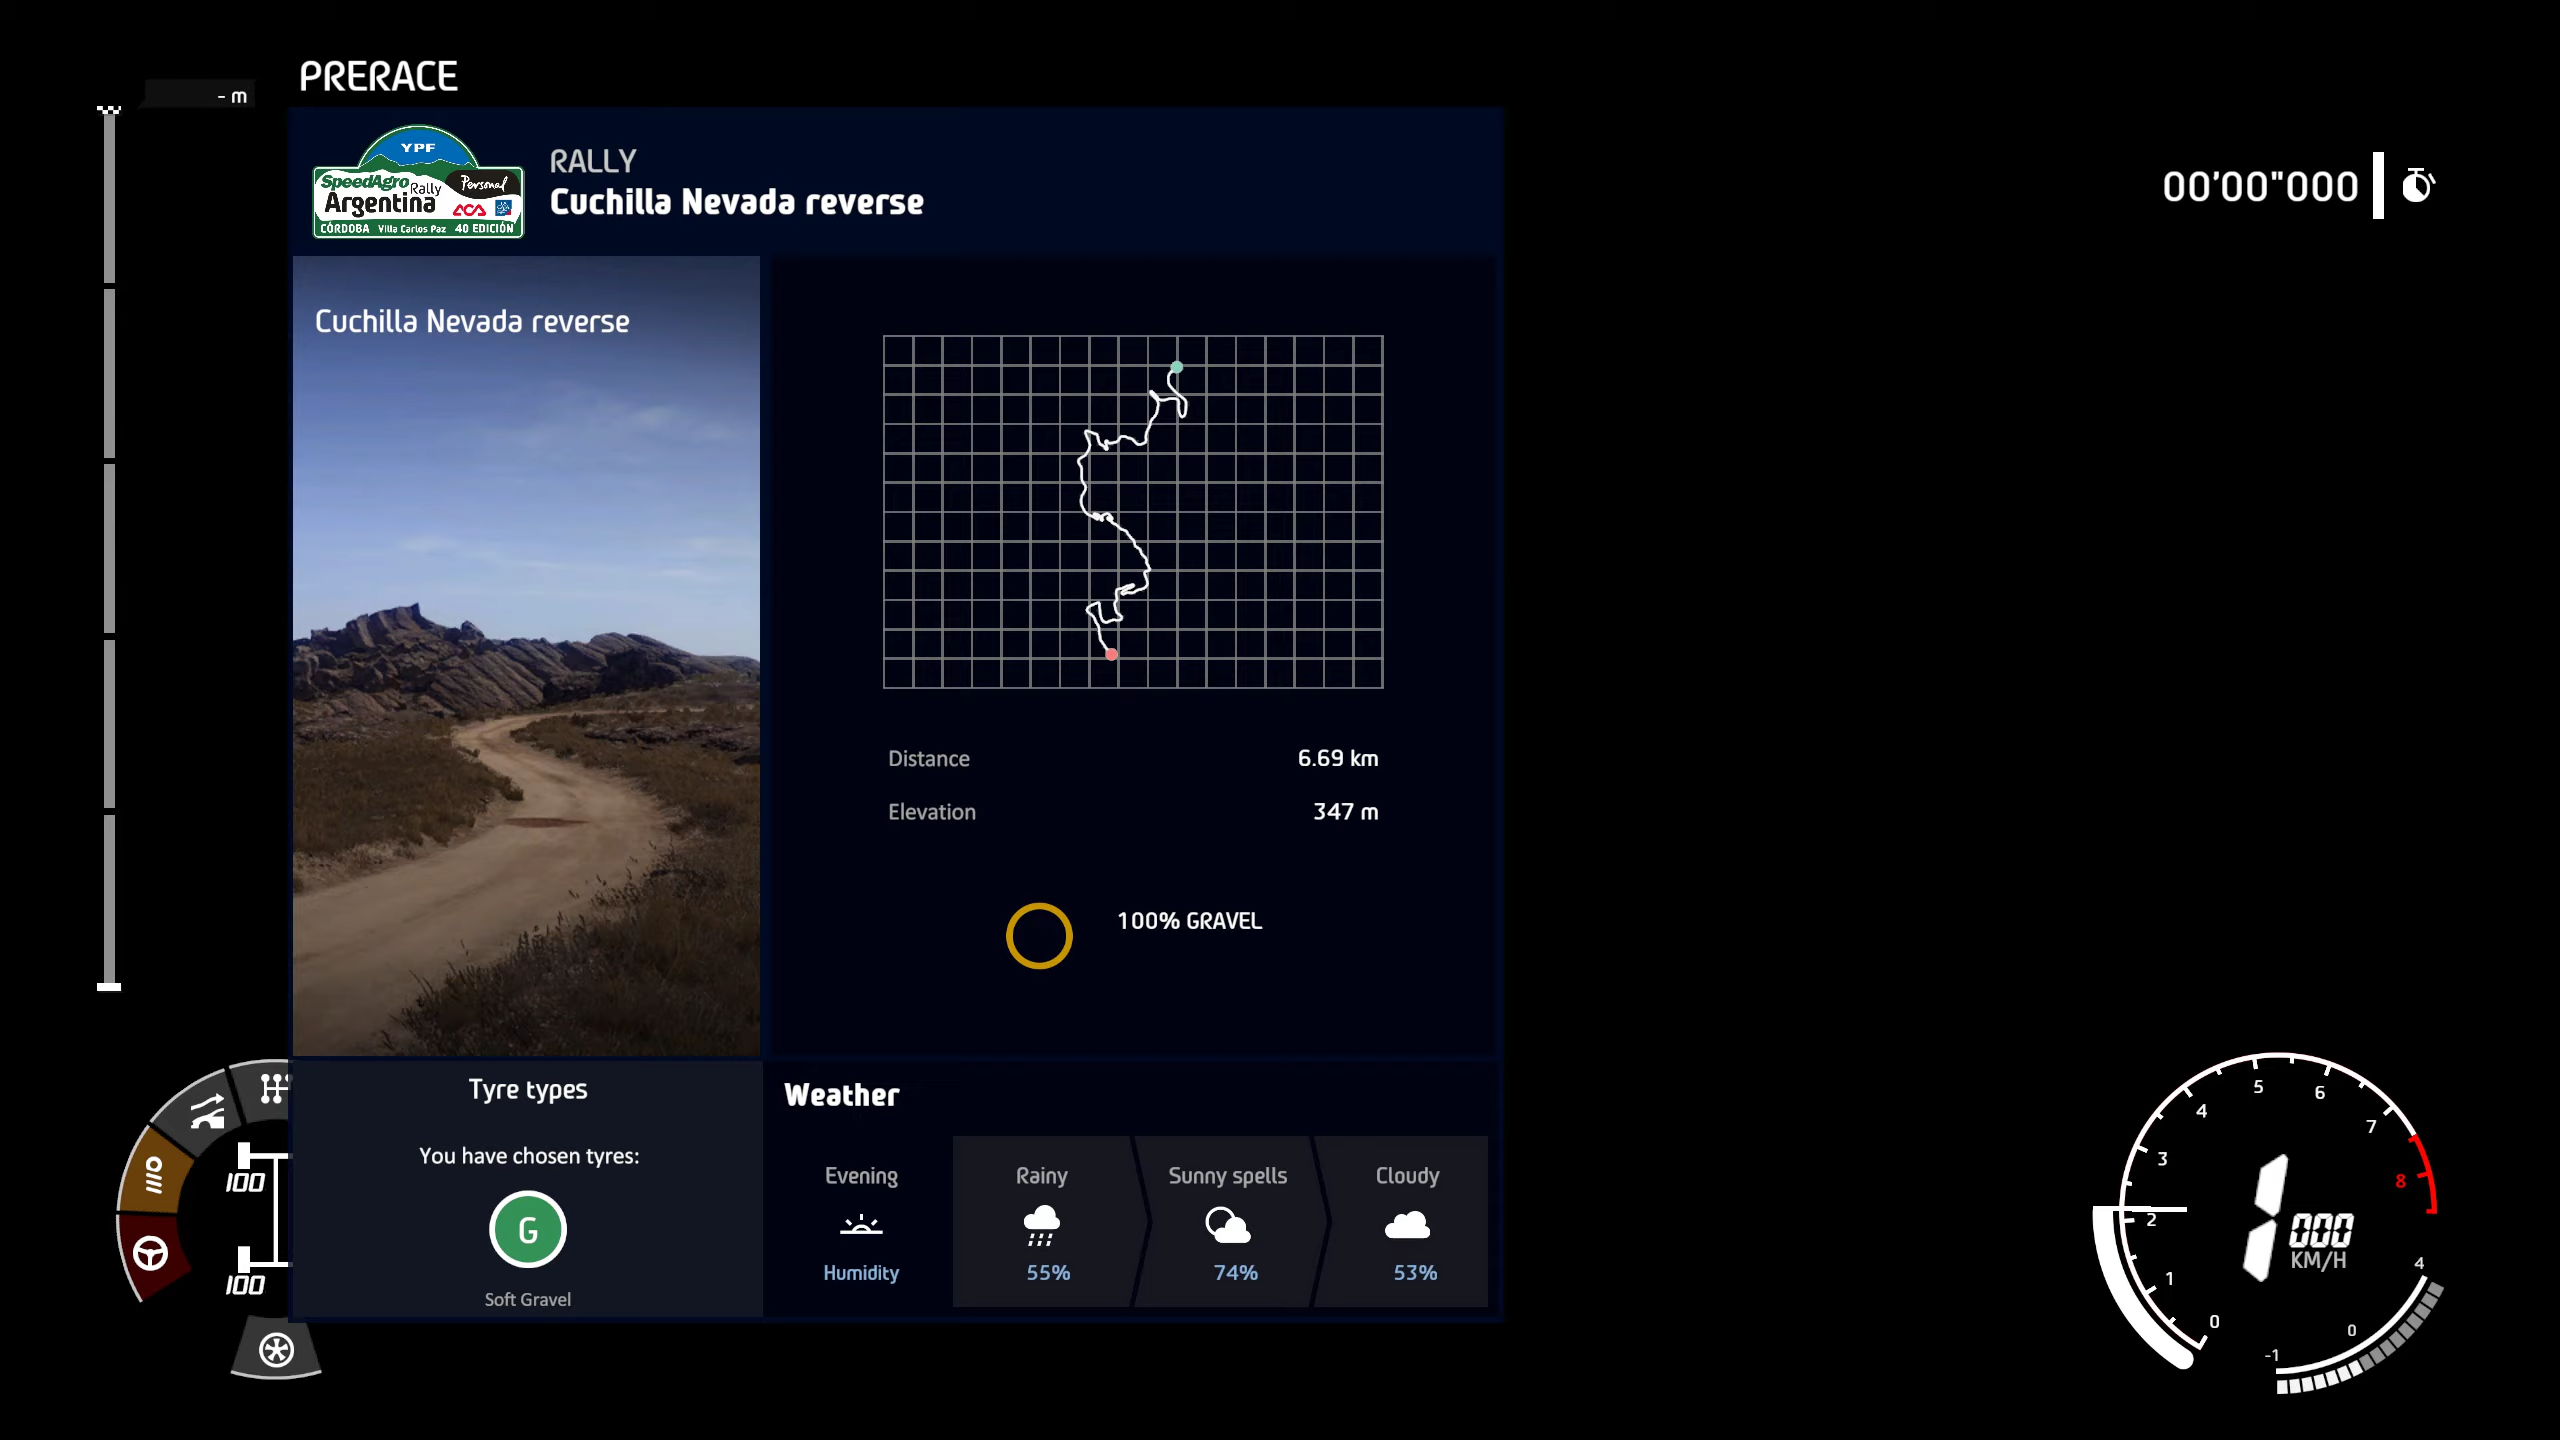 PRERACE
- m
YPF
SpeedAgro
Rally
Personal
Argentina
ACA
CÓRDOBA Villa Carlos Paz 40 EDICIÓN
RALLY
Cuchilla Nevada reverse
00'00"000
Cuchilla Nevada reverse
Distance 6.69 km
Elevation 347 m
100% GRAVEL
Tyre types
You have chosen tyres:
G
Soft Gravel
Weather
Evening Rainy Sunny spells Cloudy
Humidity 55% 74% 53%
100
100
0 1 2 3 4 5 6 7 8
1
000
KM/H
-1 0 4